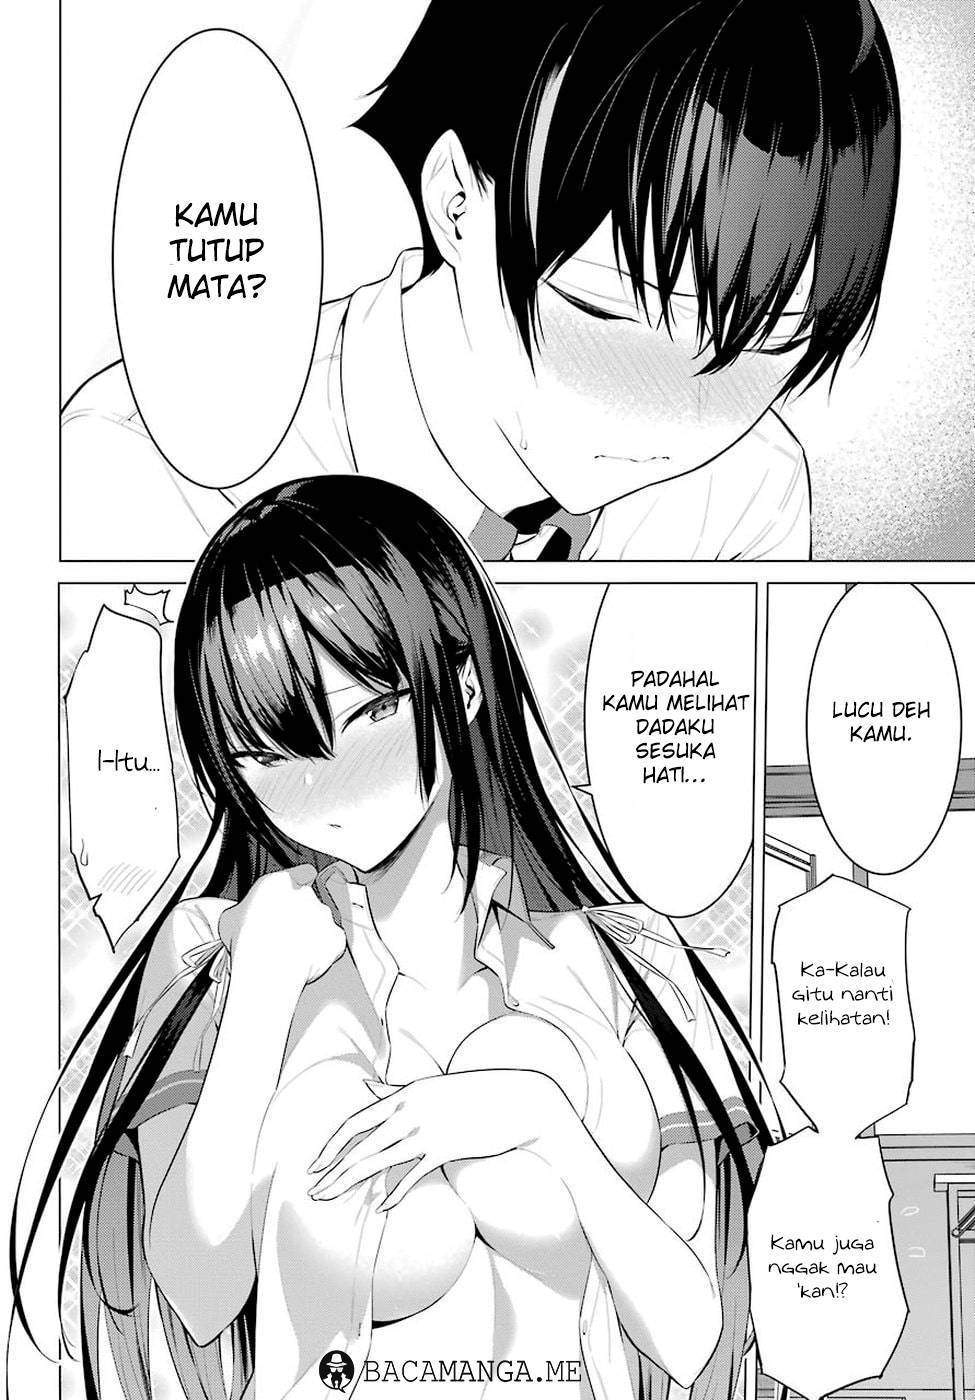 KAMU
TUTUP
MATA?
LUCU DEH
KAMU.
PADAHAL
KAMU MELIHAT
DADAKU
SESUKA
HATI...
I-Itu...
Ka-Kalau
gitu nanti
kelihatan!
Kamu juga
nggak mau
'kan!?
BACAMANGA.ME